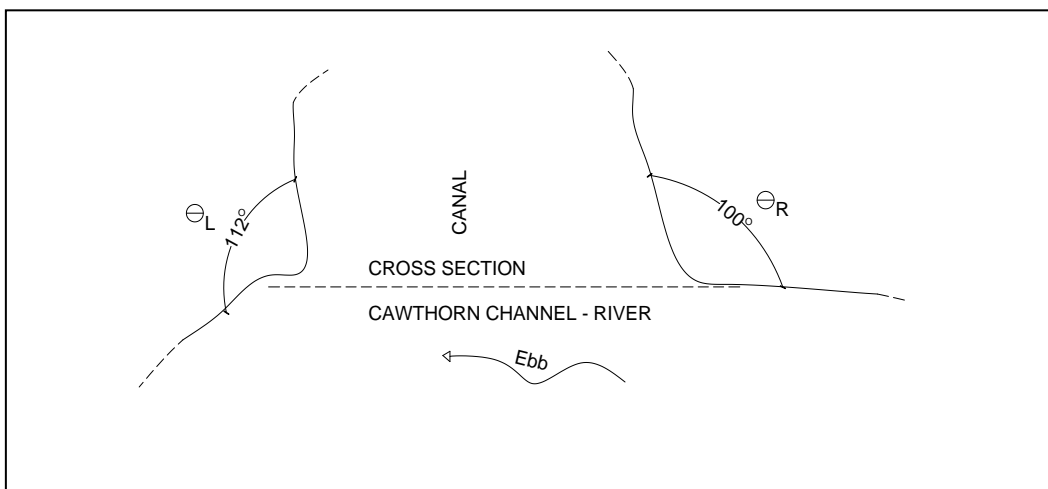 CANAL
ΘL
112°
100°
ΘR
CROSS SECTION
CAWTHORN CHANNEL - RIVER
Ebb